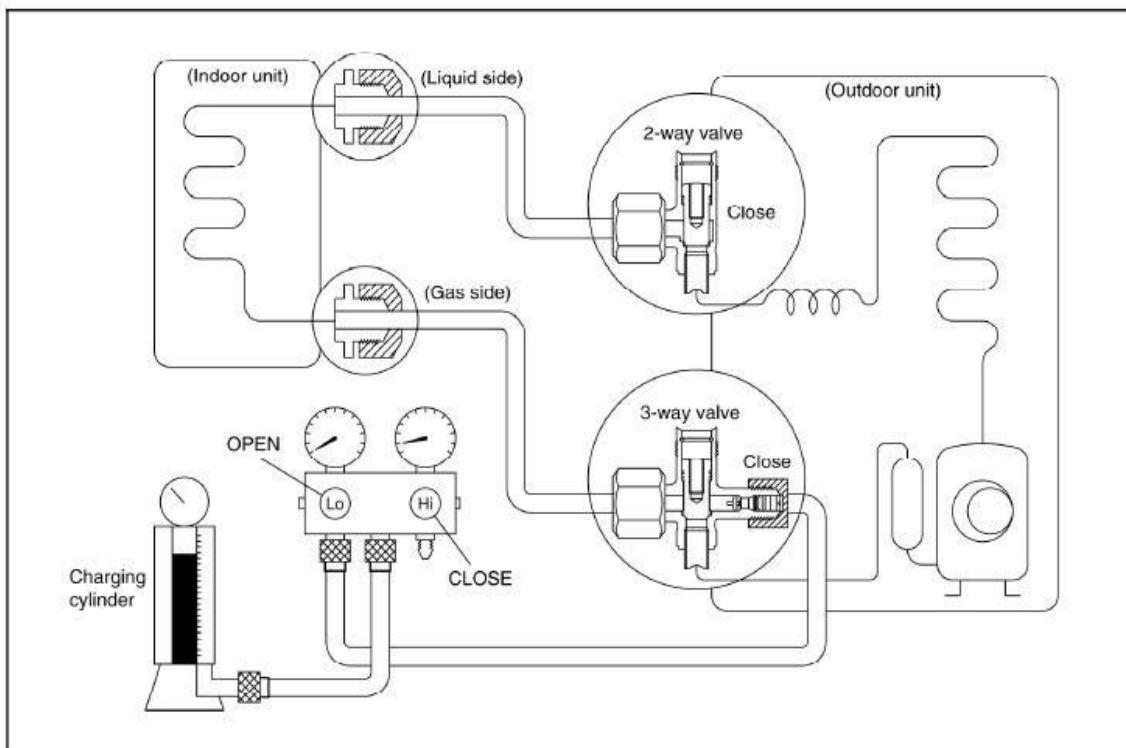 (Indoor unit)
(Liquid side)
(Outdoor unit)
2-way valve
Close
(Gas side)
3-way valve
Close
OPEN
Lo
Hi
CLOSE
Charging
cylinder